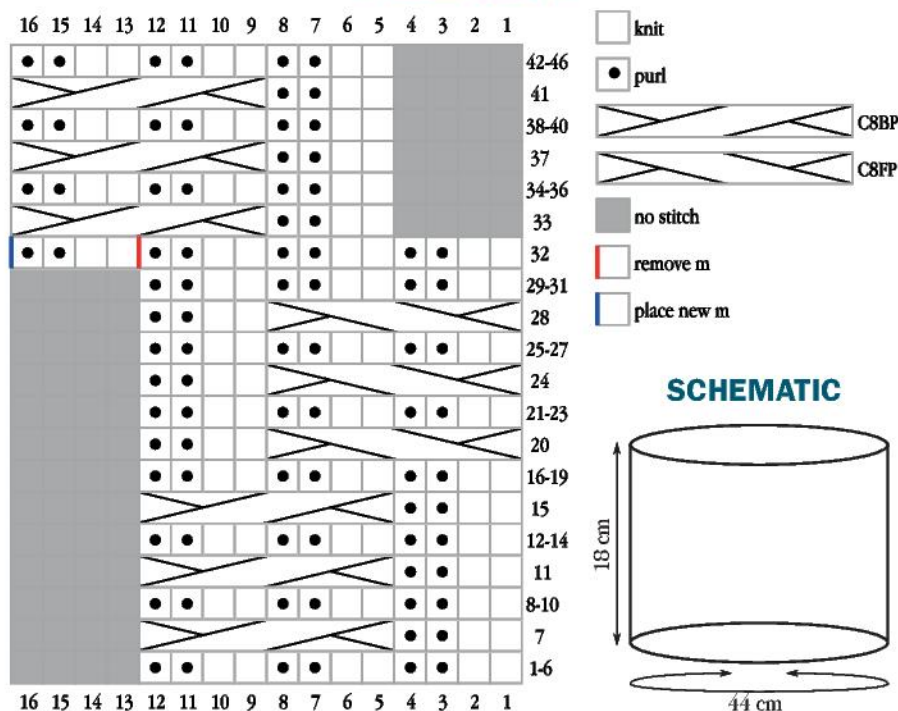 16 15 14 13 12 11 10 9 8 7 6 5 4 3 2 1
42-46
41
38-40
37
34-36
33
32
29-31
28
25-27
24
21-23
20
16-19
15
12-14
11
8-10
7
1-6
16 15 14 13 12 11 10 9 8 7 6 5 4 3 2 1
knit
purl
C8BP
C8FP
no stitch
remove m
place new m
SCHEMATIC
18 cm
44 cm